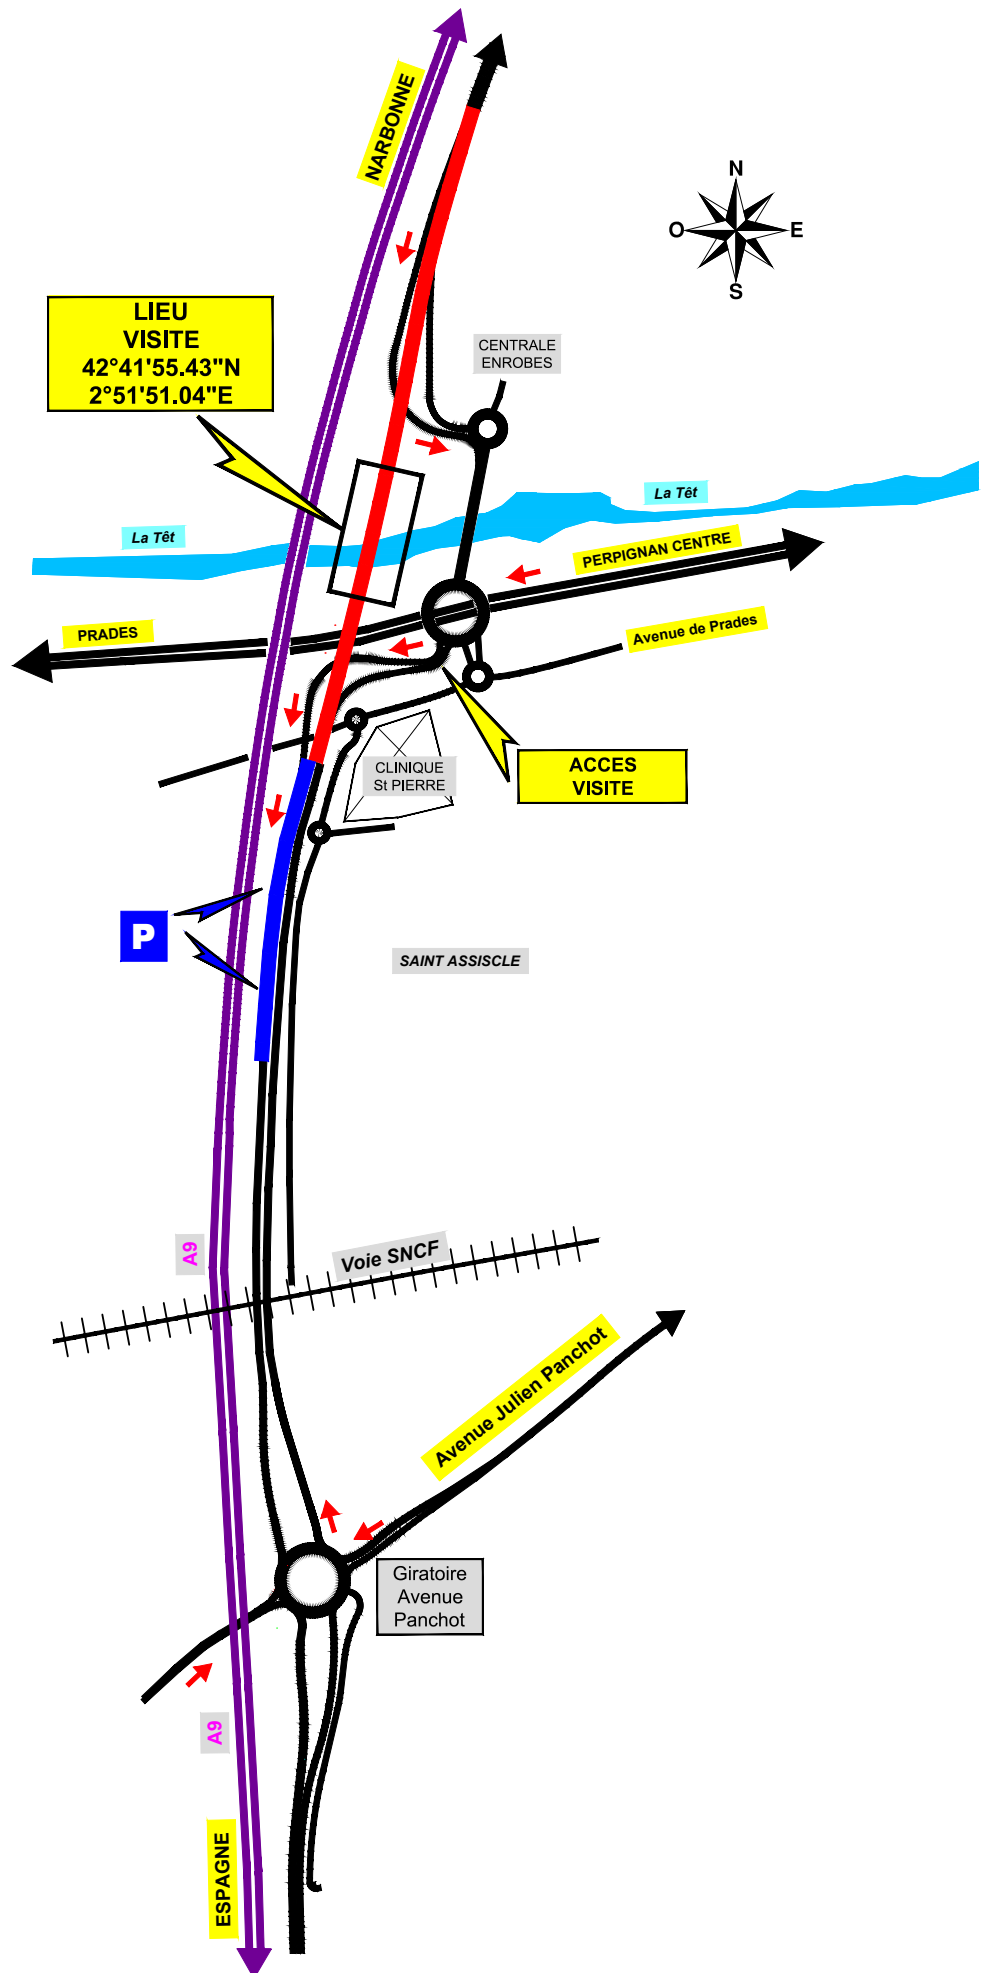 NARBONNE
N
O
E
S
LIEU
VISITE
42°41'55.43"N
2°51'51.04"E
CENTRALE
ENROBES
La Têt
La Têt
PERPIGNAN CENTRE
PRADES
Avenue de Prades
CLINIQUE
St PIERRE
ACCES
VISITE
P
SAINT ASSISCLE
A9
Voie SNCF
Avenue Julien Panchot
Giratoire
Avenue
Panchot
A9
ESPAGNE